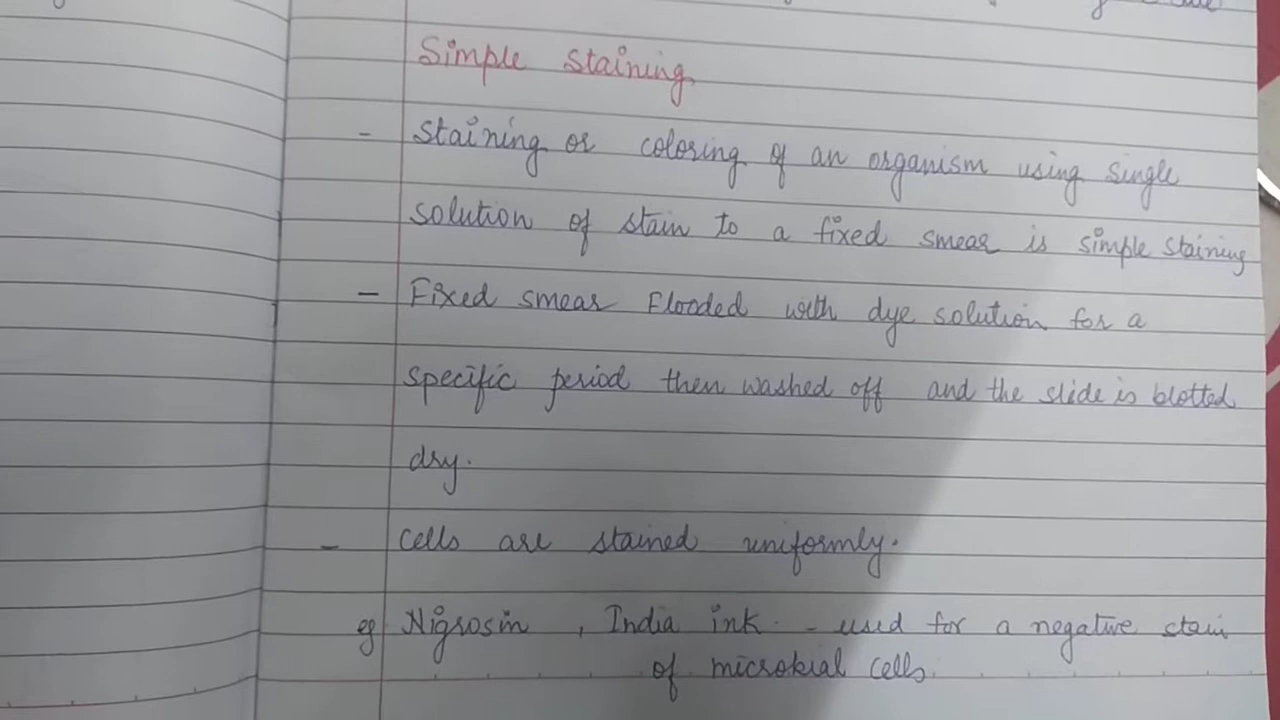 Simple Staining
- Staining or coloring of an organism using single
solution of stain to a fixed smear is simple staining
- Fixed smear Flooded with dye solution for a
specific period then washed off and the slide is blotted
dry.
- cells are stained uniformly.
eg Nigrosin, India ink - used for a negative stain
of microbial cells.